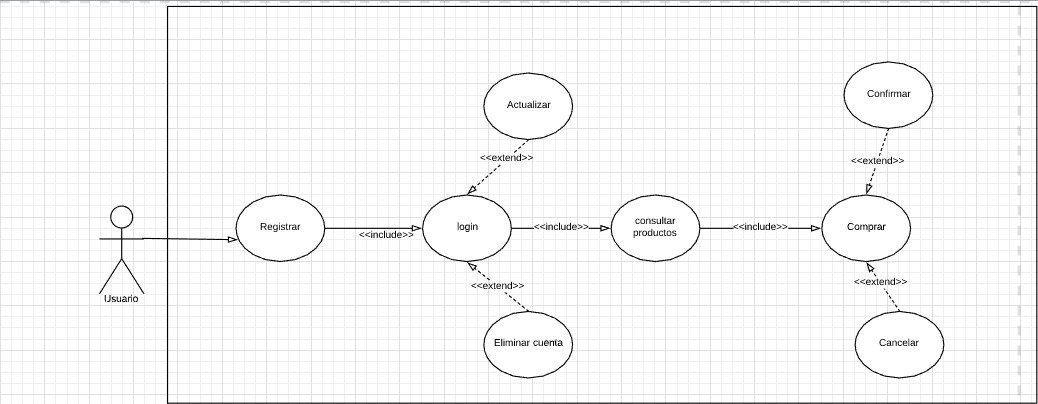 Confirmar
Actualizar
<<extend>>
<<extend>>
Registrar
<<include>>
login
<<include>>
consultar
productos
<<include>>
Comprar
Usuario
<<extend>>
<<extend>>
Eliminar cuenta
Cancelar